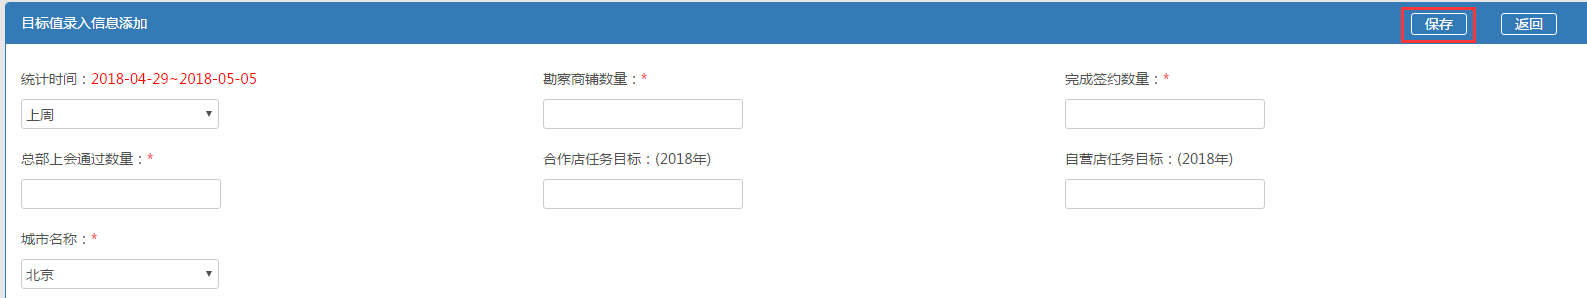 目标值录入信息添加
保存
返回
统计时间：2018-04-29~2018-05-05
勘察商铺数量：*
完成签约数量：*
上周
总部上会通过数量：*
合作店任务目标：(2018年)
自营店任务目标：(2018年)
城市名称：*
北京